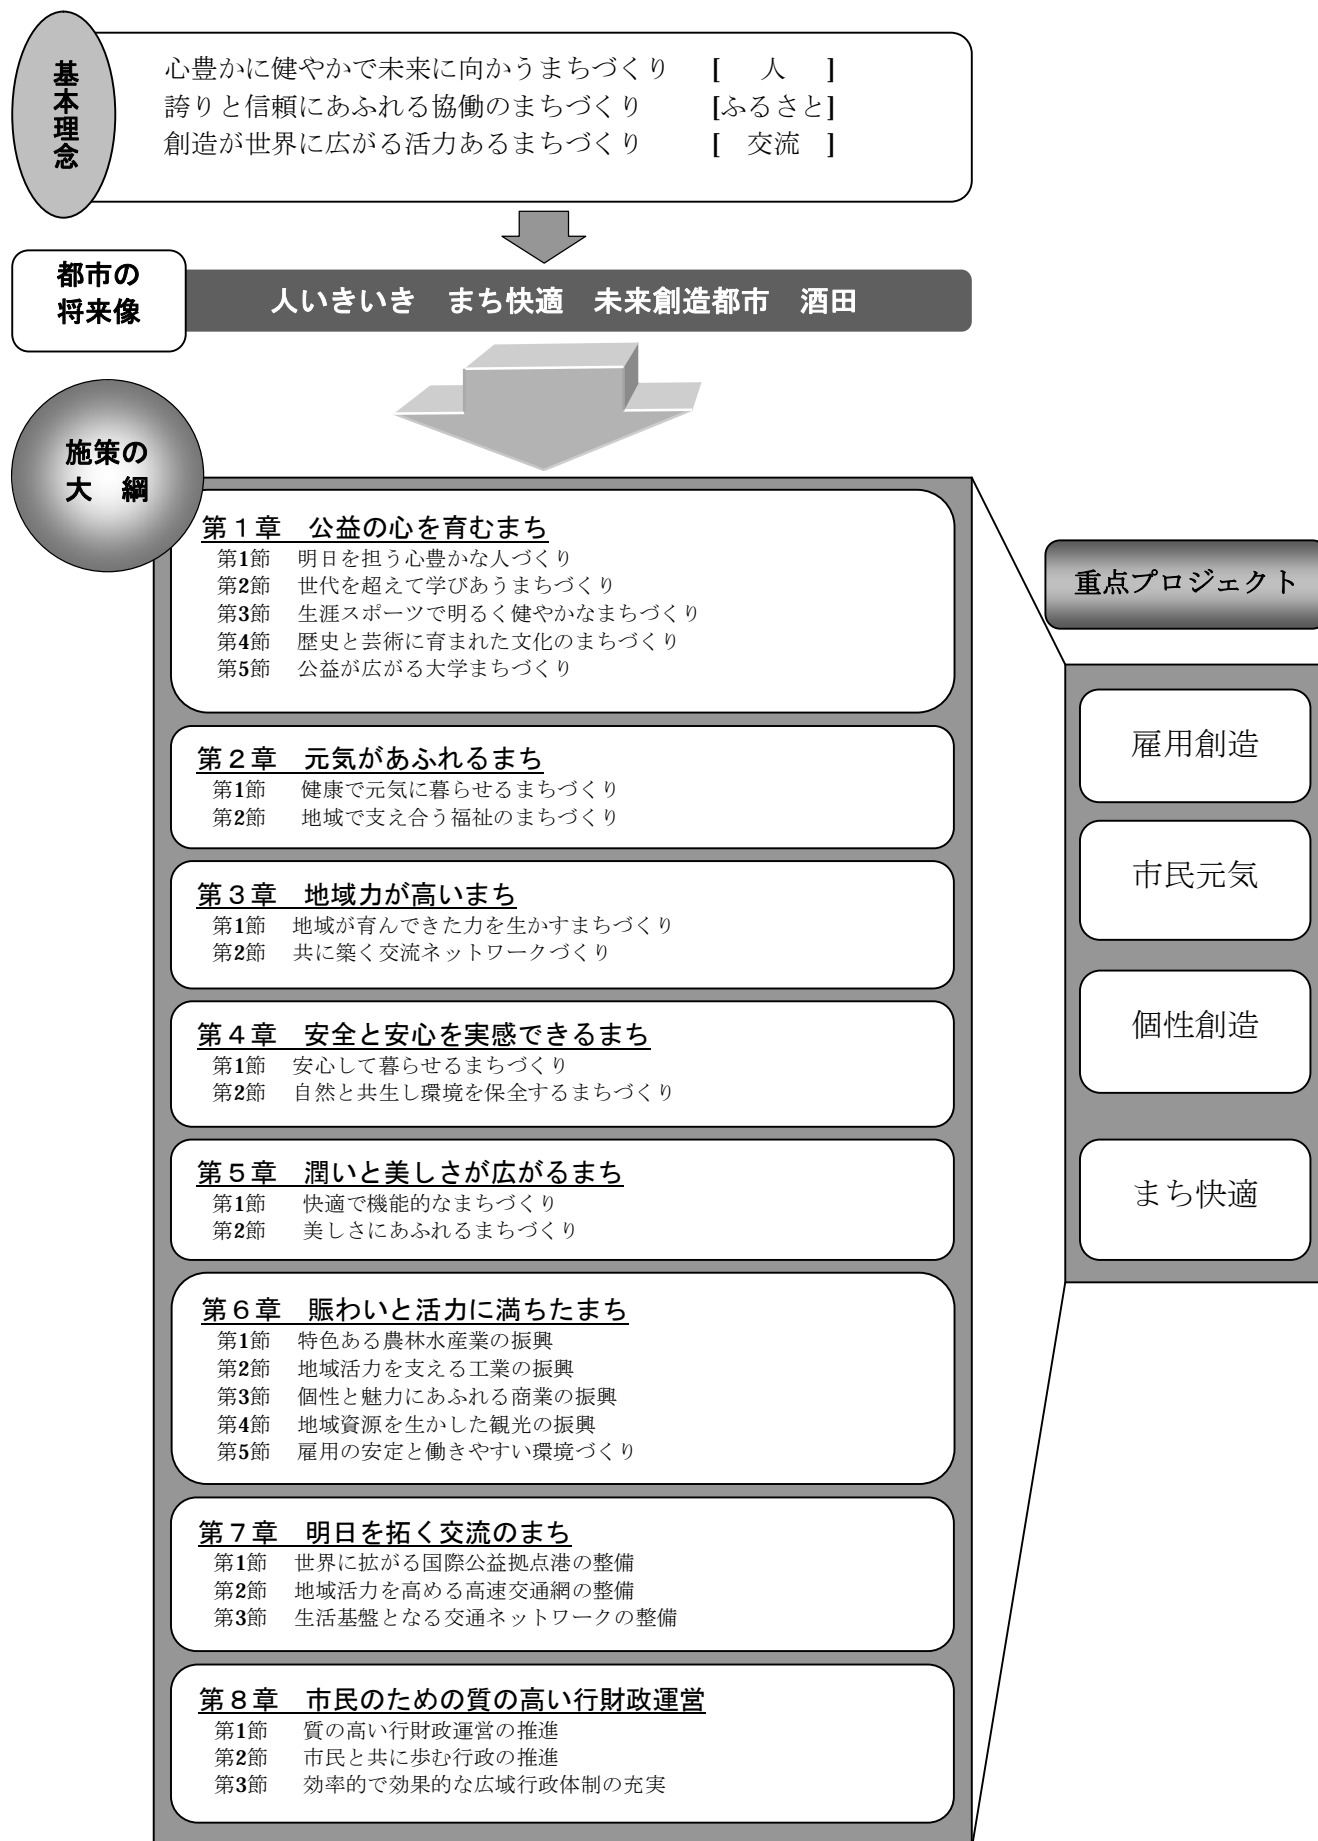 基本理念
心豊かに健やかで未来に向かうまちづくり [ 人 ]
誇りと信頼にあふれる協働のまちづくり [ふるさと]
創造が世界に広がる活力あるまちづくり [ 交流 ]
都市の
将来像
人いきいき まち快適 未来創造都市 酒田
施策の
大 綱
第1章 公益の心を育むまち
第1節 明日を担う心豊かな人づくり
第2節 世代を超えて学びあうまちづくり
第3節 生涯スポーツで明るく健やかなまちづくり
第4節 歴史と芸術に育まれた文化のまちづくり
第5節 公益が広がる大学まちづくり
第2章 元気があふれるまち
第1節 健康で元気に暮らせるまちづくり
第2節 地域で支え合う福祉のまちづくり
第3章 地域力が高いまち
第1節 地域が育んできた力を生かすまちづくり
第2節 共に築く交流ネットワークづくり
第4章 安全と安心を実感できるまち
第1節 安心して暮らせるまちづくり
第2節 自然と共生し環境を保全するまちづくり
第5章 潤いと美しさが広がるまち
第1節 快適で機能的なまちづくり
第2節 美しさにあふれるまちづくり
第6章 賑わいと活力に満ちたまち
第1節 特色ある農林水産業の振興
第2節 地域活力を支える工業の振興
第3節 個性と魅力にあふれる商業の振興
第4節 地域資源を生かした観光の振興
第5節 雇用の安定と働きやすい環境づくり
第7章 明日を拓く交流のまち
第1節 世界に拡がる国際公益拠点港の整備
第2節 地域活力を高める高速交通網の整備
第3節 生活基盤となる交通ネットワークの整備
第8章 市民のための質の高い行財政運営
第1節 質の高い行財政運営の推進
第2節 市民と共に歩む行政の推進
第3節 効率的で効果的な広域行政体制の充実
重点プロジェクト
雇用創造
市民元気
個性創造
まち快適